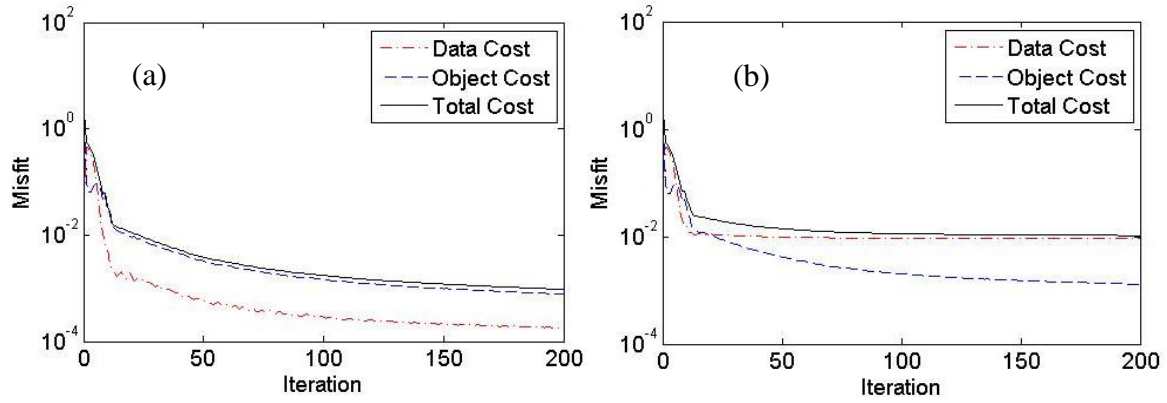 (a)
Data Cost
Object Cost
Total Cost
Misfit
10^2
10^0
10^-2
10^-4
0 50 100 150 200
Iteration
(b)
Data Cost
Object Cost
Total Cost
Misfit
10^2
10^0
10^-2
10^-4
0 50 100 150 200
Iteration